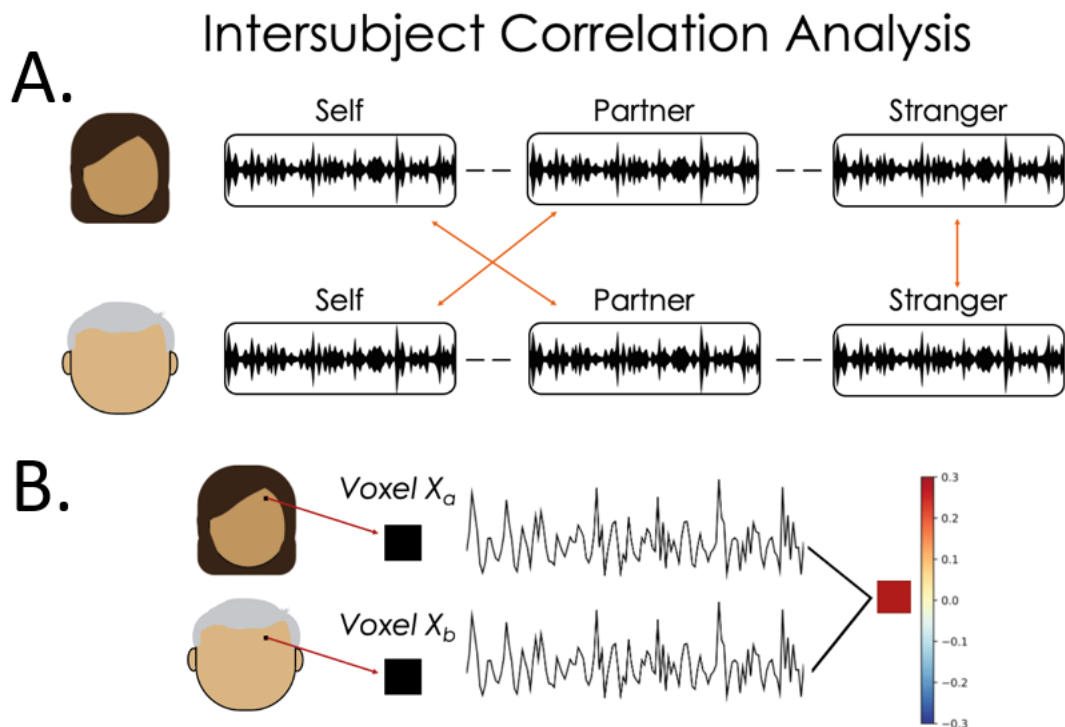 Intersubject Correlation Analysis
A.
Self Partner Stranger
Self Partner Stranger
B.
Voxel Xa
Voxel Xb
0.3
0.2
0.1
0.0
−0.1
−0.2
−0.3